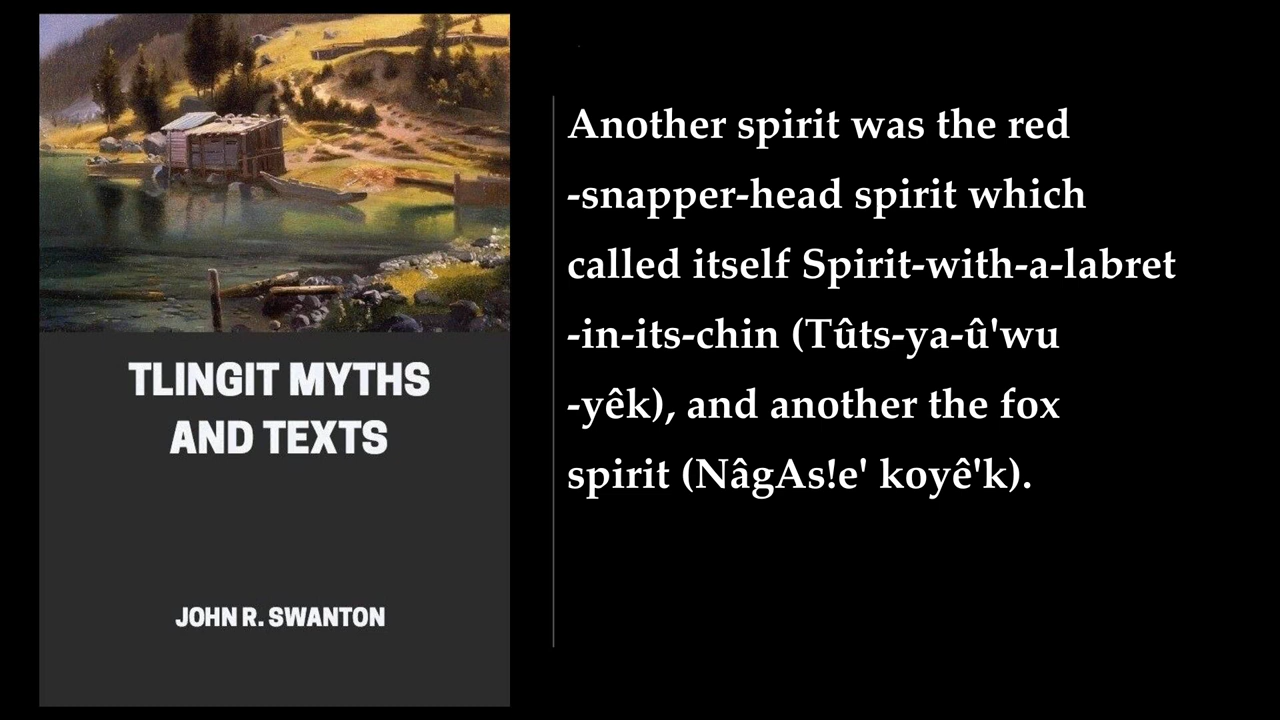 TLINGIT MYTHS
AND TEXTS
JOHN R. SWANTON
Another spirit was the red
-snapper-head spirit which
called itself Spirit-with-a-labret
-in-its-chin (Tûts-ya-û'wu
-yêk), and another the fox
spirit (NâgAs!e' koyê'k).